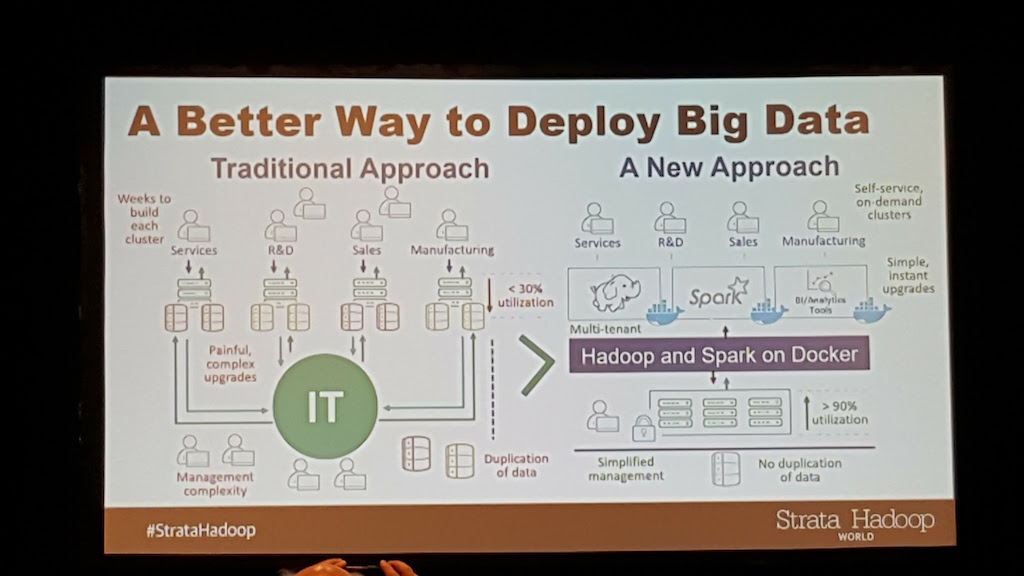 A Better Way to Deploy Big Data
Traditional Approach
Weeks to
build
each
cluster
Services
R&D
Sales
Manufacturing
< 30%
utilization
Painful,
complex
upgrades
IT
Management
complexity
Duplication
of data
A New Approach
Self-service,
on-demand
clusters
Services
R&D
Sales
Manufacturing
Simple,
instant
upgrades
Spark
BI/Analytics
Tools
Multi-tenant
Hadoop and Spark on Docker
> 90%
utilization
Simplified
management
No duplication
of data
#StrataHadoop
Strata Hadoop
WORLD